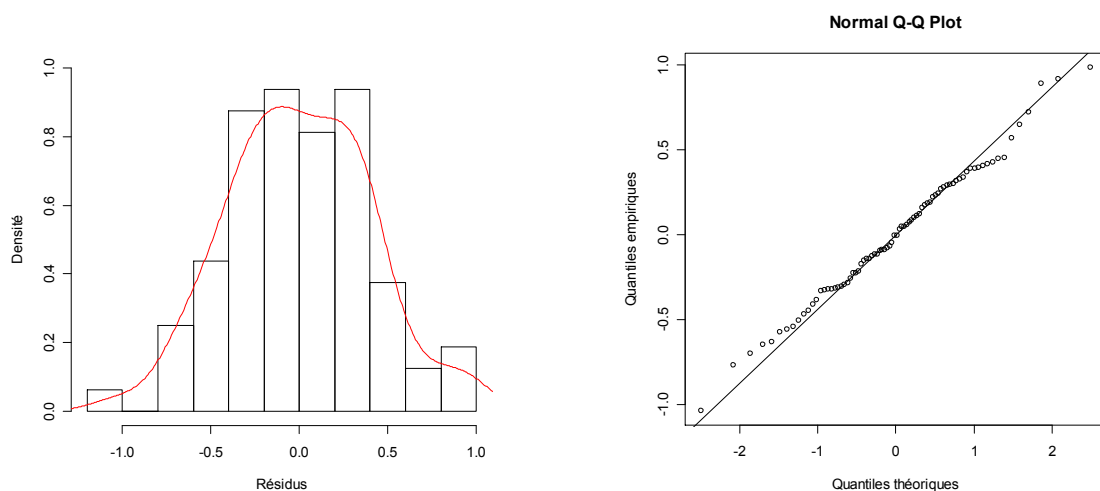 Densité
1.0
0.8
0.6
0.4
0.2
0.0
-1.0 -0.5 0.0 0.5 1.0
Résidus
Normal Q-Q Plot
Quantiles empiriques
1.0
0.5
0.0
-0.5
-1.0
-2 -1 0 1 2
Quantiles théoriques